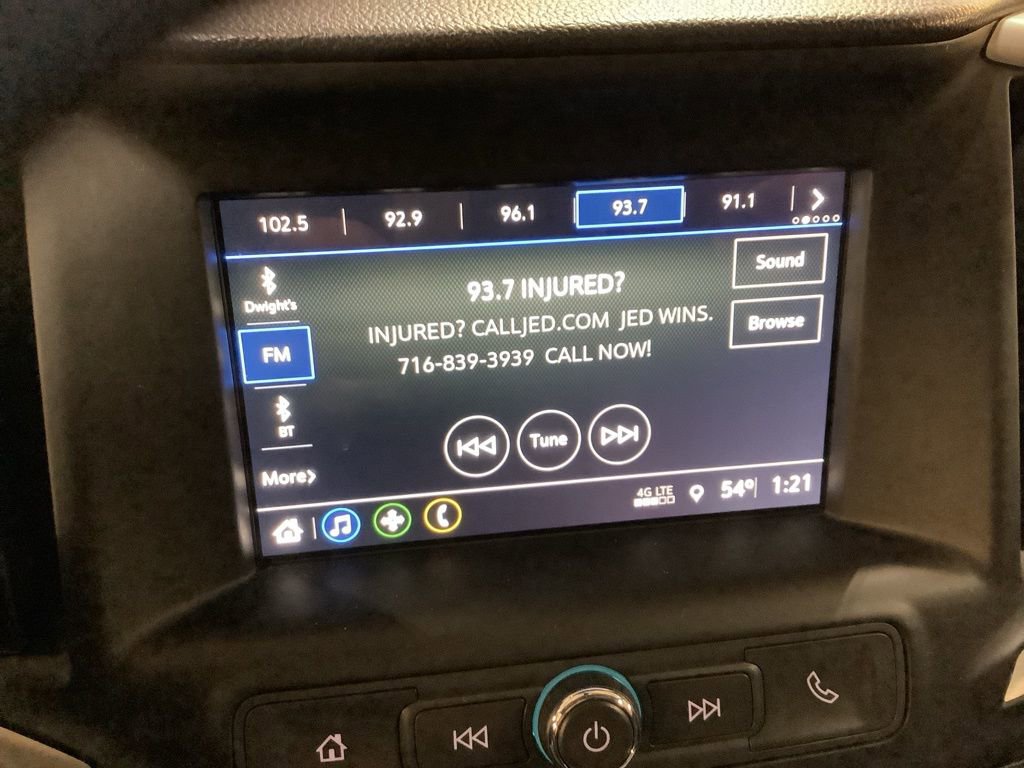 102.5 92.9 96.1 93.7 91.1
Dwight's
FM
BT
More
93.7 INJURED?
INJURED? CALLJED.COM JED WINS.
716-839-3939 CALL NOW!
Sound
Browse
Tune
4G LTE 54° 1:21